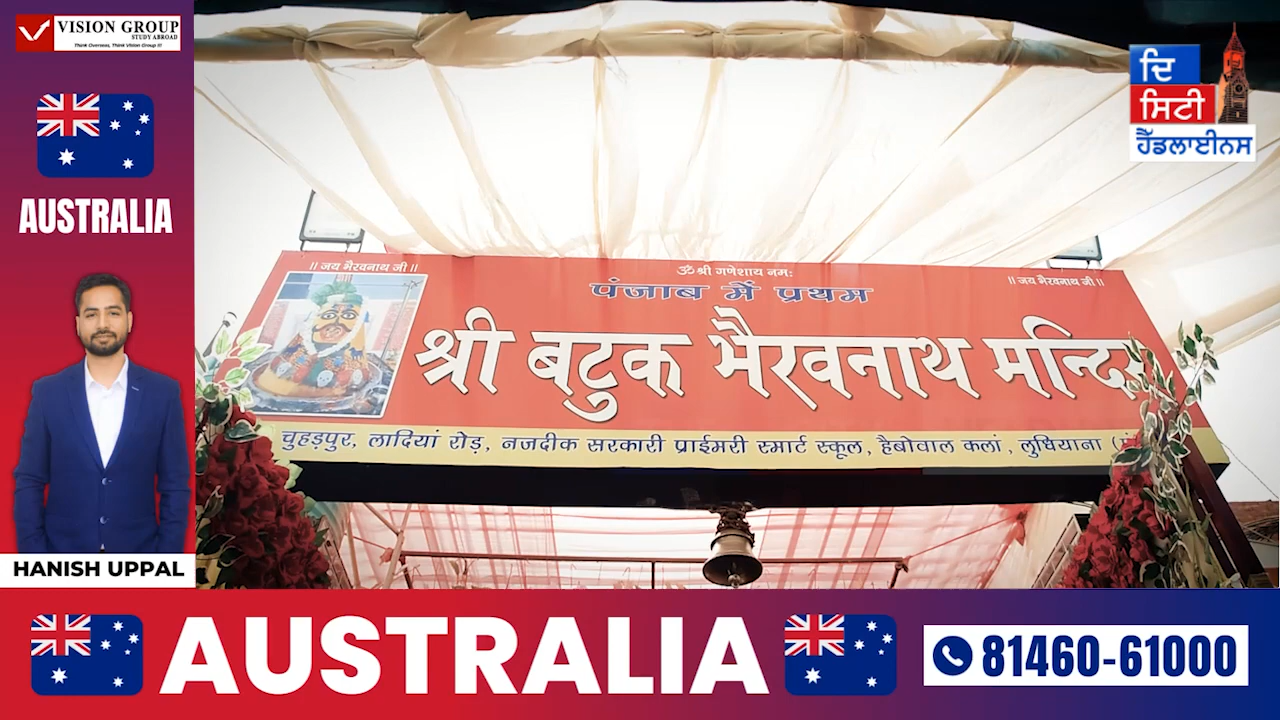 VISION GROUP
STUDY ABROAD
Think Overseas, Think Vision Group !!!
AUSTRALIA
HANISH UPPAL
ਦਿ
ਸਿਟੀ
ਹੈੱਡਲਾਈਨਸ
|| जय भैरवनाथ जी ||
ॐ श्री गणेशाय नम:
|| जय भैरवनाथ जी ||
पंजाब में प्रथम
श्री बटुक भैरवनाथ मन्दिर
चुहड़पुर, लादियां रोड़, नजदीक सरकारी प्राईमरी स्मार्ट स्कूल, हैबोवाल कलां, लुधियाना
AUSTRALIA
81460-61000